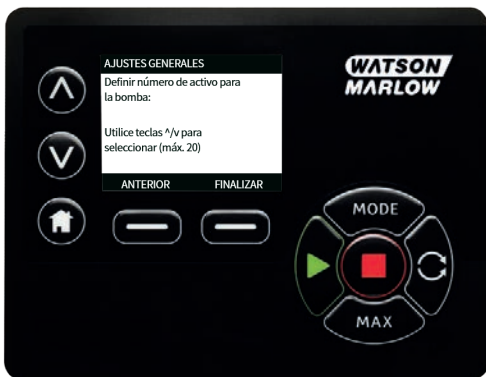 AJUSTES GENERALES
Definir número de activo para
la bomba:
Utilice teclas ^/v para
seleccionar (máx. 20)
ANTERIOR FINALIZAR
WATSON
MARLOW
MODE
MAX